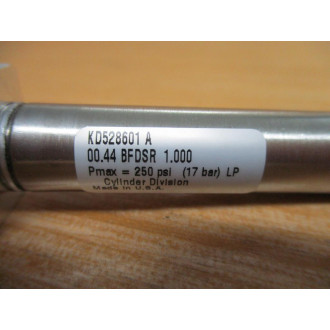 KD528601 A
00.44 BFDSR 1.000
Pmax = 250 psi (17 bar) LP
Cylinder Division
Made in U.S.A.